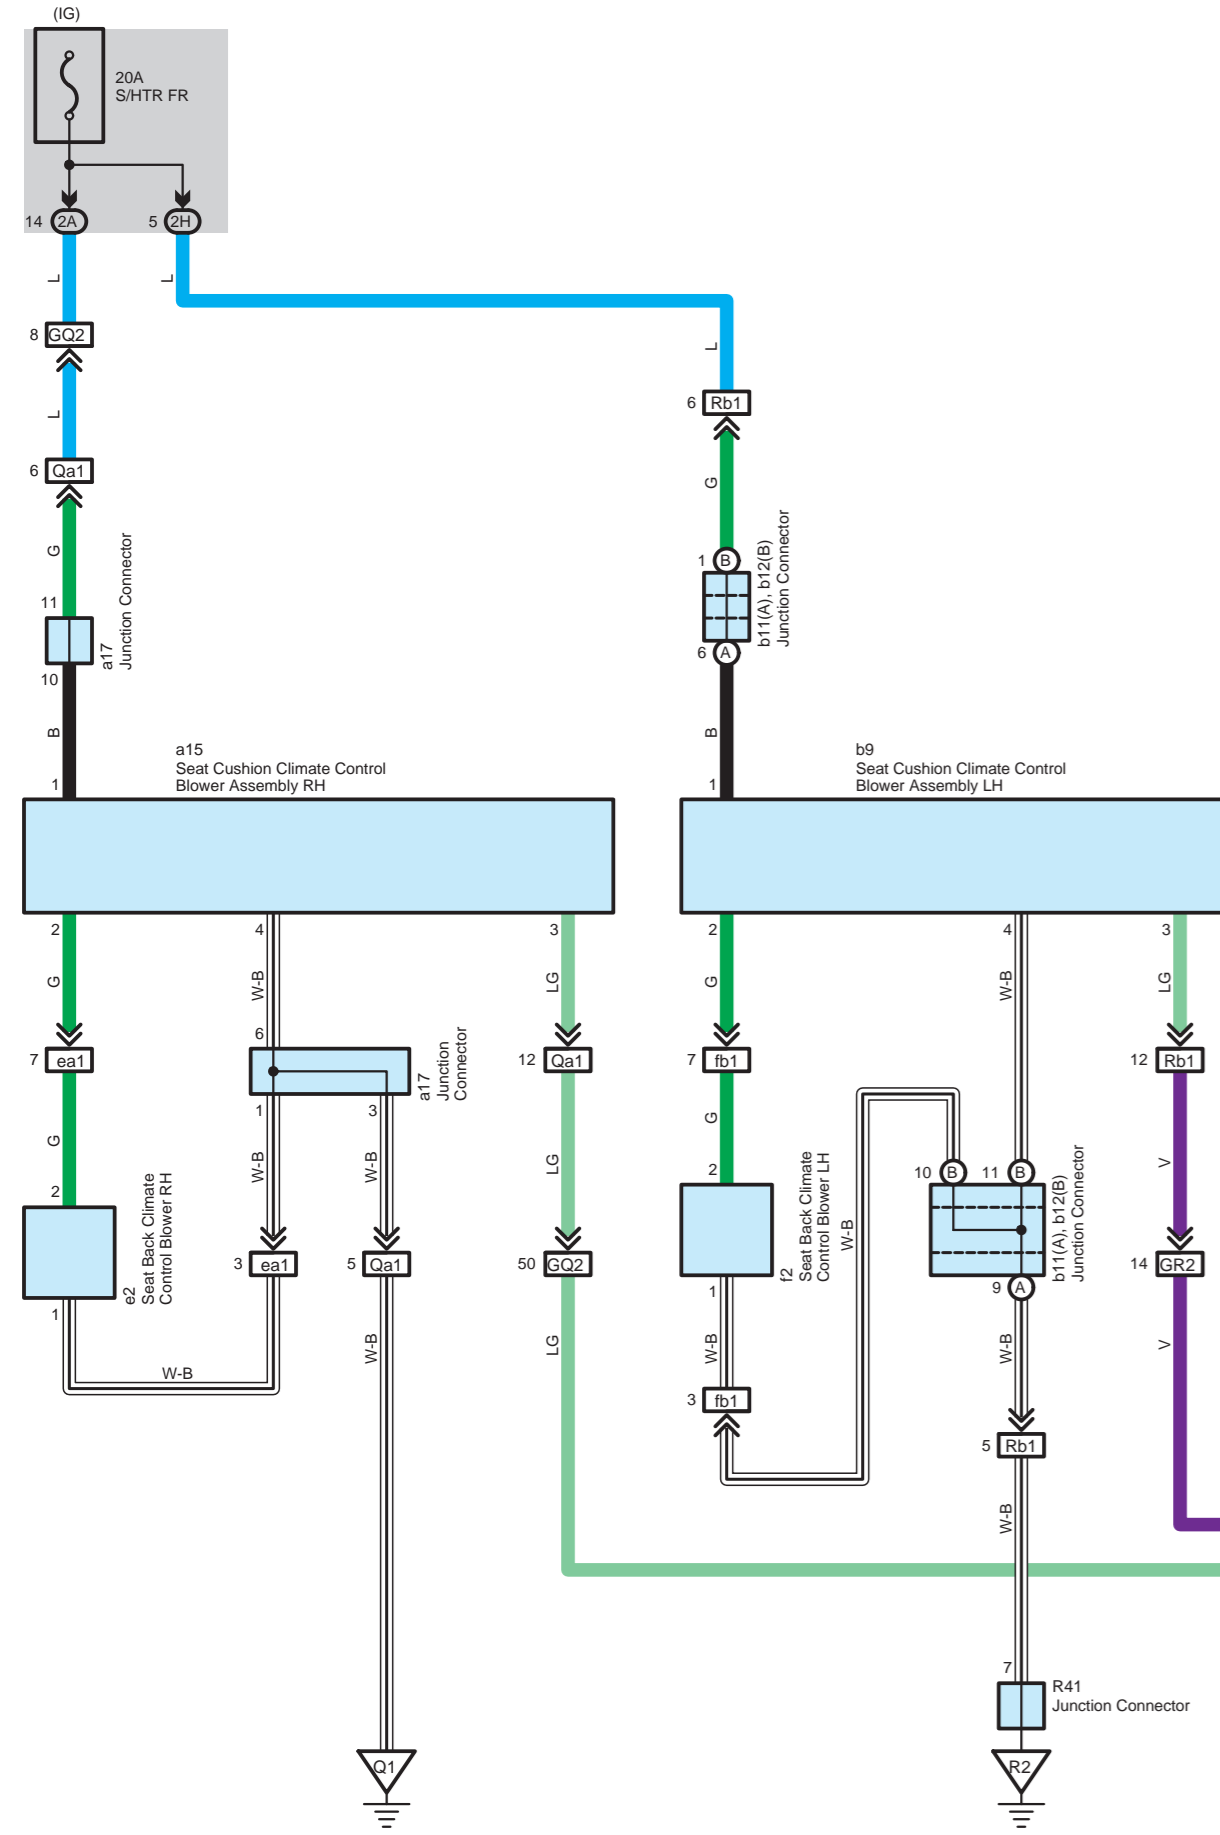 (IG)
20A
S/HTR FR
14 2A
5 2H
L
L
8 GQ2
L
L
6 Rb1
6 Qa1
G
G
11
a17
Junction Connector
1 B
b11(A), b12(B)
Junction Connector
6 A
10
B
B
a15
Seat Cushion Climate Control
Blower Assembly RH
1
b9
Seat Cushion Climate Control
Blower Assembly LH
1
2
4
3
2
4
3
G
W-B
LG
G
W-B
LG
6
7 ea1
a17
Junction
Connector
12 Qa1
7 fb1
12 Rb1
1
3
G
W-B
W-B
LG
G
V
2
2
10 B
11 B
b11(A), b12(B)
Junction Connector
e2
Seat Back Climate
Control Blower RH
f2
Seat Back Climate
Control Blower LH
W-B
3 ea1
5 Qa1
50 GQ2
14 GR2
1
1
9 A
W-B
W-B
LG
W-B
W-B
V
3 fb1
5 Rb1
W-B
7
R41
Junction Connector
Q1
R2